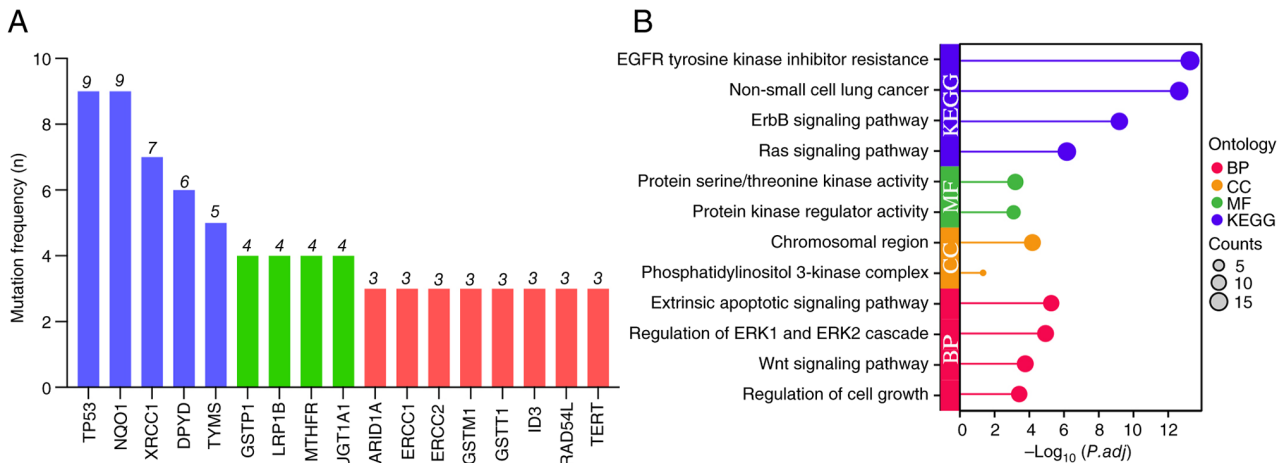 A
Mutation frequency (n)
10
8
6
4
2
0
9
9
7
6
5
4
4
4
4
3
3
3
3
3
3
3
3
TP53
NQO1
XRCC1
DPYD
TYMS
GSTP1
LRP1B
MTHFR
UGT1A1
ARID1A
ERCC1
ERCC2
GSTM1
GSTT1
ID3
RAD54L
TERT
B
EGFR tyrosine kinase inhibitor resistance
Non-small cell lung cancer
ErbB signaling pathway
Ras signaling pathway
Protein serine/threonine kinase activity
Protein kinase regulator activity
Chromosomal region
Phosphatidylinositol 3-kinase complex
Extrinsic apoptotic signaling pathway
Regulation of ERK1 and ERK2 cascade
Wnt signaling pathway
Regulation of cell growth
KEGG
MF
CC
BP
0 2 4 6 8 10 12
–Log10 (P.adj)
Ontology
BP
CC
MF
KEGG
Counts
5
10
15